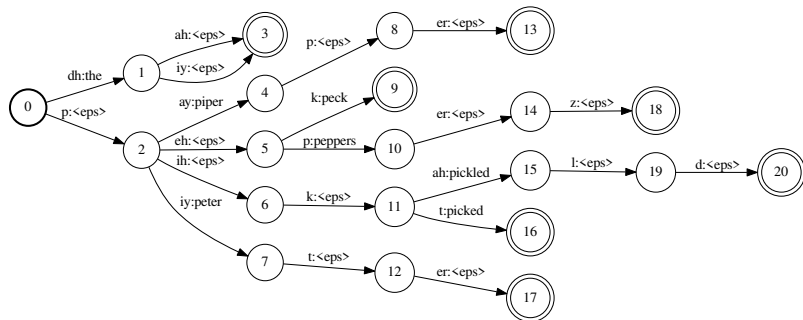 0
dh:the
p:<eps>
1
ah:<eps>
iy:<eps>
3
2
ay:piper
4
p:<eps>
8
er:<eps>
13
eh:<eps>
5
k:peck
9
p:peppers
10
er:<eps>
14
z:<eps>
18
ih:<eps>
6
k:<eps>
11
ah:pickled
15
l:<eps>
19
d:<eps>
20
t:picked
16
iy:peter
7
t:<eps>
12
er:<eps>
17